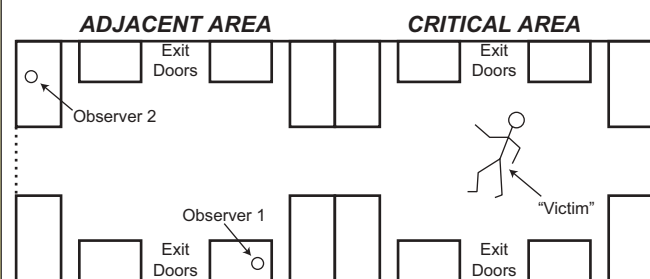 ADJACENT AREA
CRITICAL AREA
Exit
Doors
Exit
Doors
Observer 2
"Victim"
Observer 1
Exit
Doors
Exit
Doors